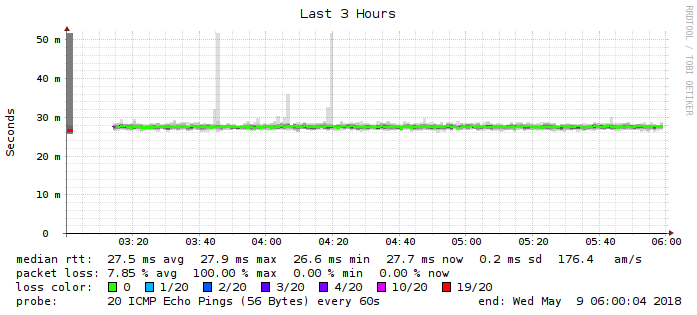 Last 3 Hours
RRDTOOL / TOBI OETIKER
Seconds
50 m
40 m
30 m
20 m
10 m
0
03:20 03:40 04:00 04:20 04:40 05:00 05:20 05:40 06:00
median rtt: 27.5 ms avg 27.9 ms max 26.6 ms min 27.7 ms now 0.2 ms sd 176.4 am/s
packet loss: 7.85 % avg 100.00 % max 0.00 % min 0.00 % now
loss color: 0 1/20 2/20 3/20 4/20 10/20 19/20
probe: 20 ICMP Echo Pings (56 Bytes) every 60s end: Wed May 9 06:00:04 2018